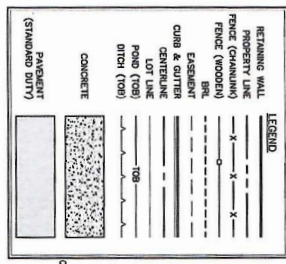 LEGEND
RETAINING WALL
PROPERTY LINE
FENCE (CHAINLINK)
X X X
FENCE (WOODEN)
BRL
EASEMENT
CURB & GUTTER
CENTERLINE
LOT LINE
POND (TOB)
TOB
DITCH (TOB)
CONCRETE
PAVEMENT
(STANDARD DUTY)